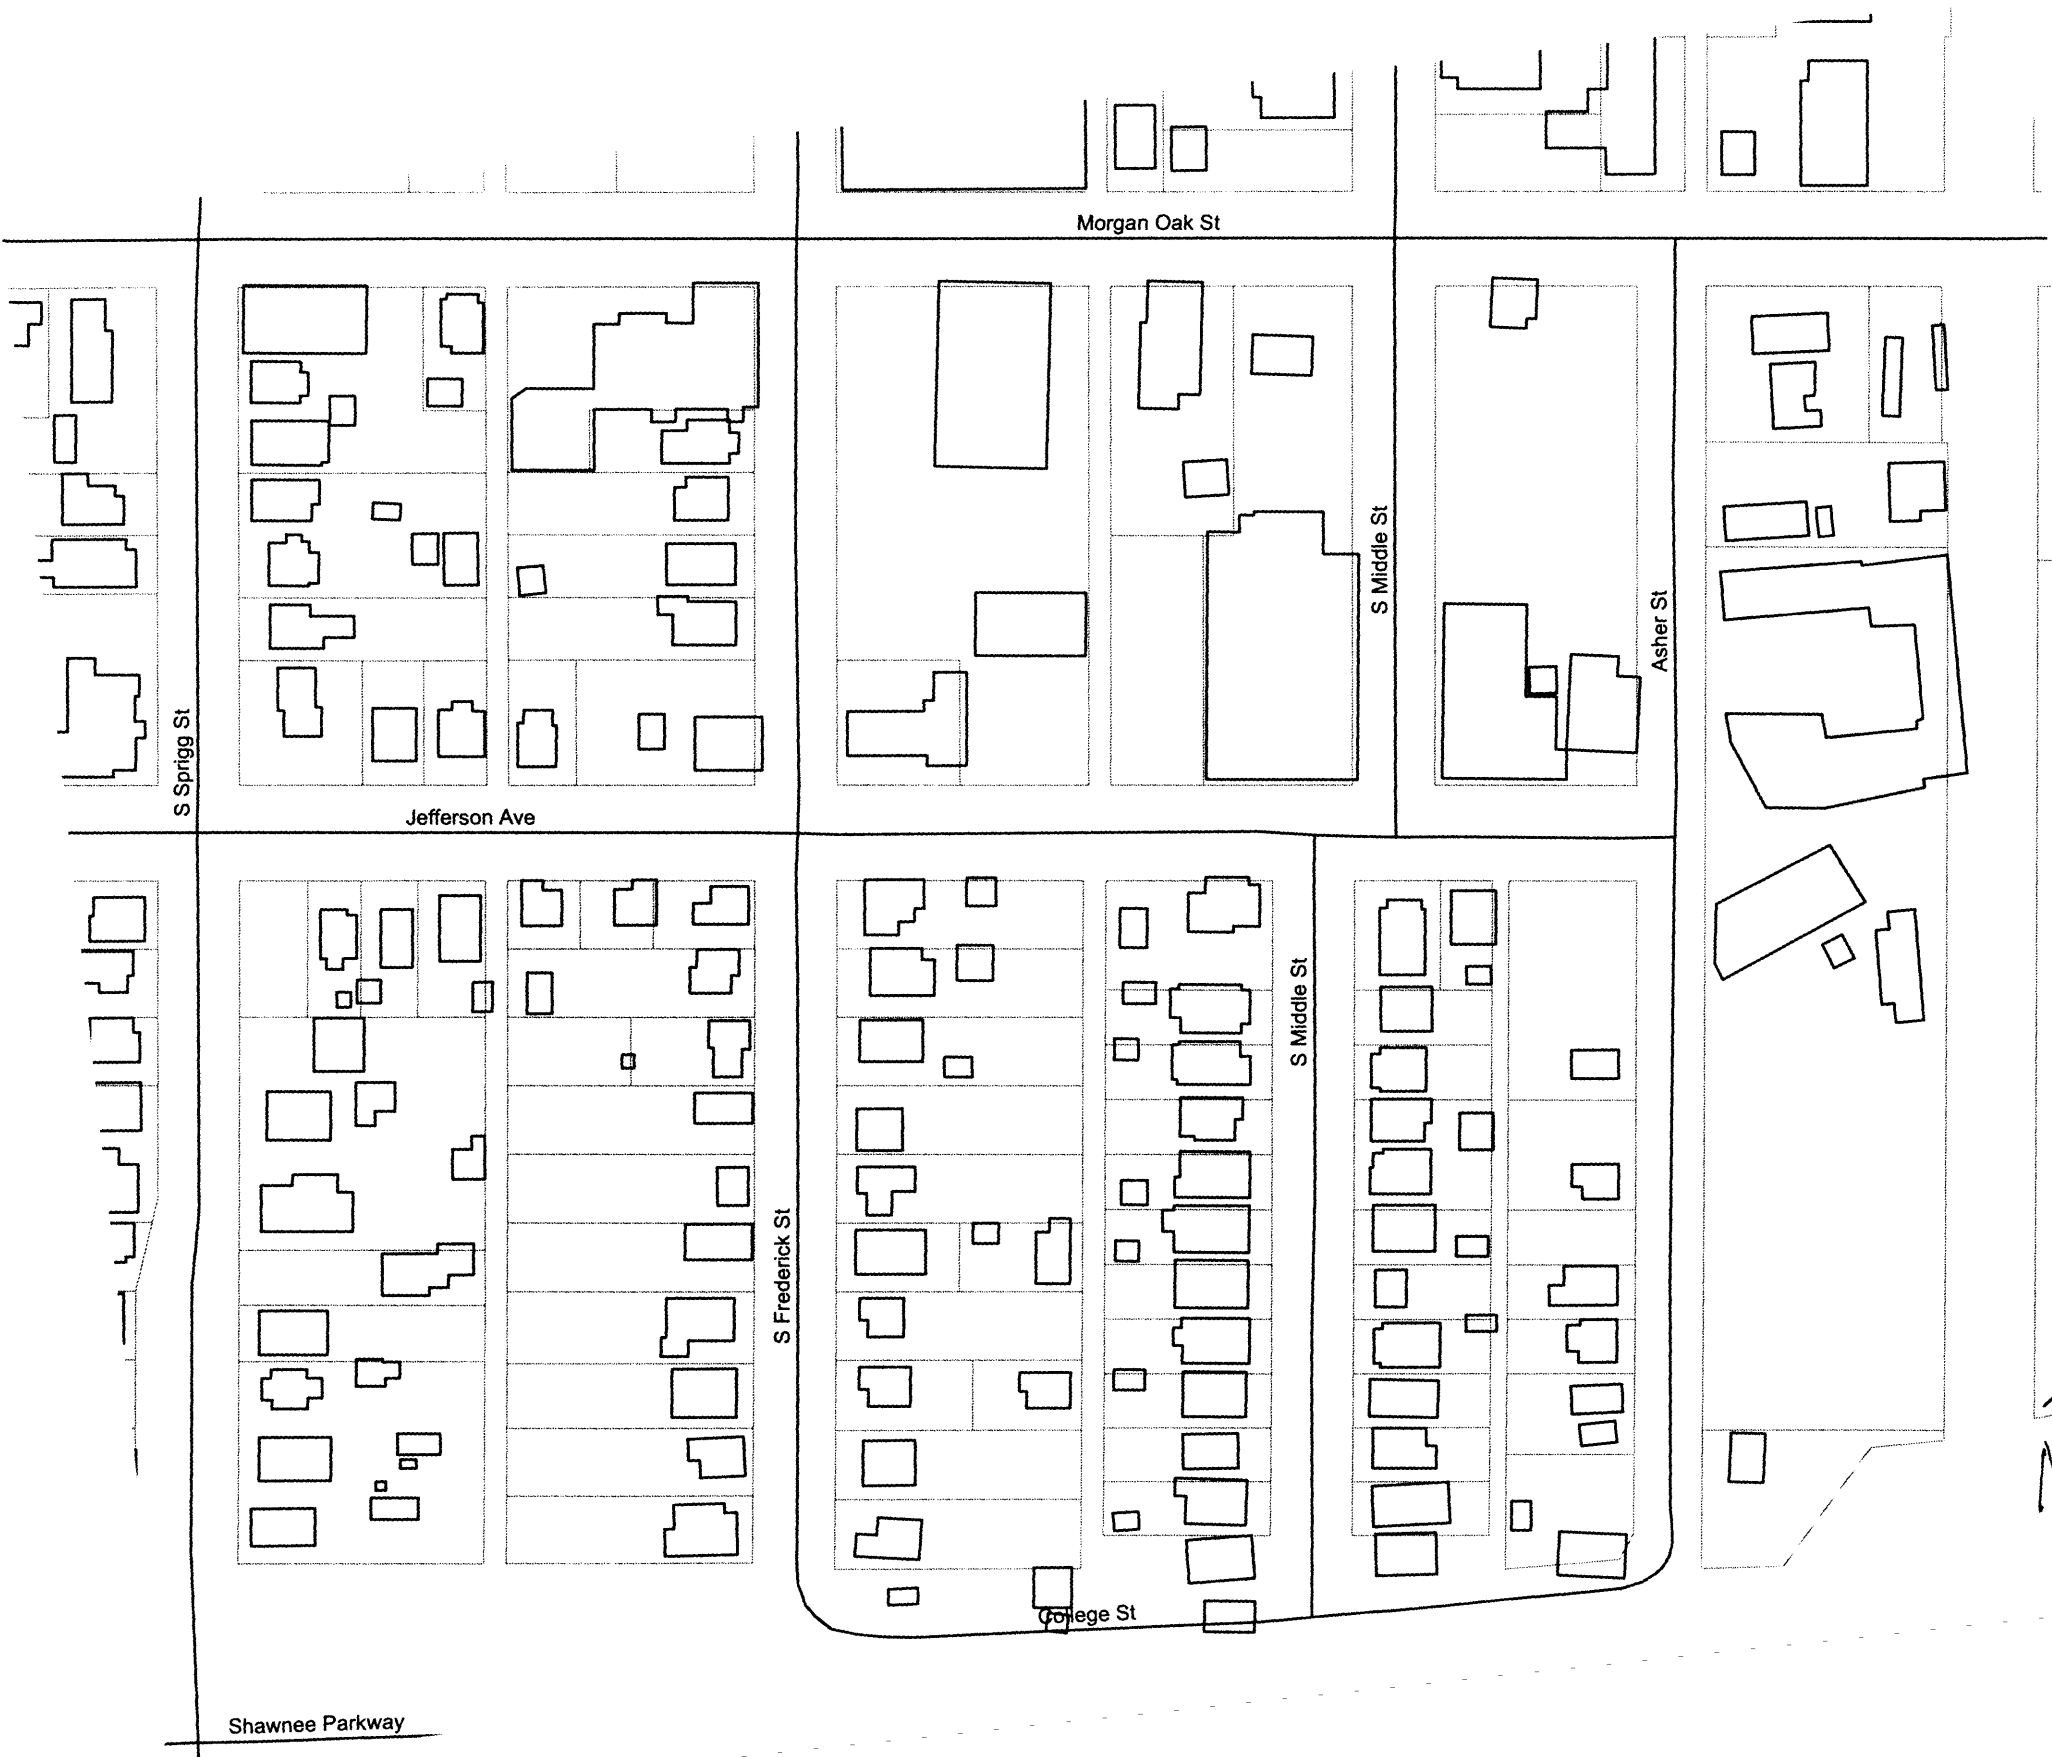 Morgan Oak St
S Middle St
Asher St
S Sprigg St
Jefferson Ave
S Middle St
S Frederick St
College St
Shawnee Parkway